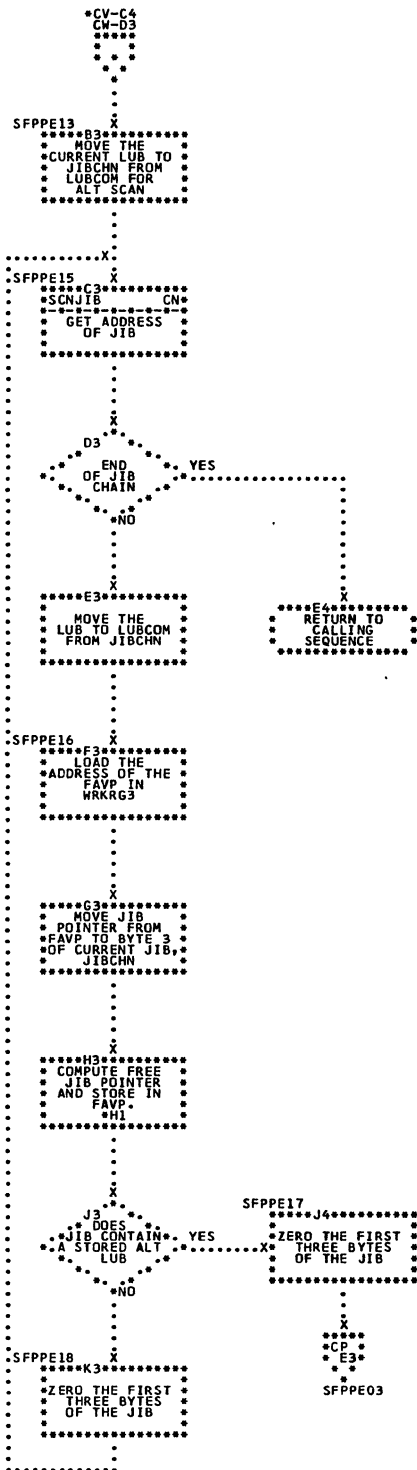 *CV-C4
CW-D3
SFPPE13
B3
MOVE THE
CURRENT LUB TO
JIBCHN FROM
LUBCOM FOR
ALT SCAN
SFPPE15
C3
SCNJIB CN
GET ADDRESS
OF JIB
D3
END
OF JIB
CHAIN
YES
NO
E3
MOVE THE
LUB TO LUBCOM
FROM JIBCHN
E4
RETURN TO
CALLING
SEQUENCE
SFPPE16
F3
LOAD THE
ADDRESS OF THE
FAVP IN
WRKRG3
G3
MOVE JIB
POINTER FROM
FAVP TO BYTE 3
OF CURRENT JIB,
JIBCHN
H3
COMPUTE FREE
JIB POINTER
AND STORE IN
FAVP.
*H1
J3
DOES
JIB CONTAIN
A STORED ALT
LUB
YES
NO
SFPPE17
J4
ZERO THE FIRST
THREE BYTES
OF THE JIB
CP
E3
SFPPE03
SFPPE18
K3
ZERO THE FIRST
THREE BYTES
OF THE JIB